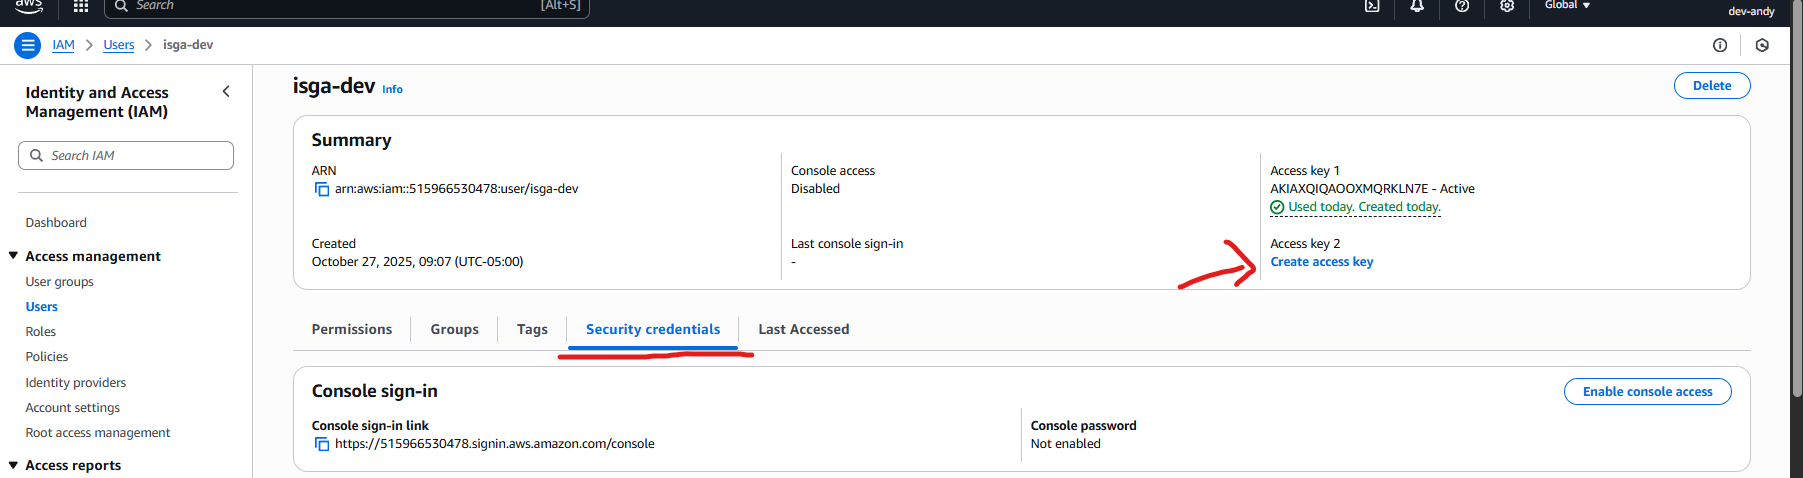 aws
Search
[Alt+S]
Global
dev-andy
IAM
Users
isga-dev
Identity and Access
Management (IAM)
Search IAM
Dashboard
Access management
User groups
Users
Roles
Policies
Identity providers
Account settings
Root access management
Access reports
isga-dev
Info
Delete
Summary
ARN
arn:aws:iam::515966530478:user/isga-dev
Console access
Disabled
Access key 1
AKIAXQIQAOOXMQRKLN7E - Active
Used today. Created today.
Created
October 27, 2025, 09:07 (UTC-05:00)
Last console sign-in
-
Access key 2
Create access key
Permissions
Groups
Tags
Security credentials
Last Accessed
Console sign-in
Enable console access
Console sign-in link
https://515966530478.signin.aws.amazon.com/console
Console password
Not enabled